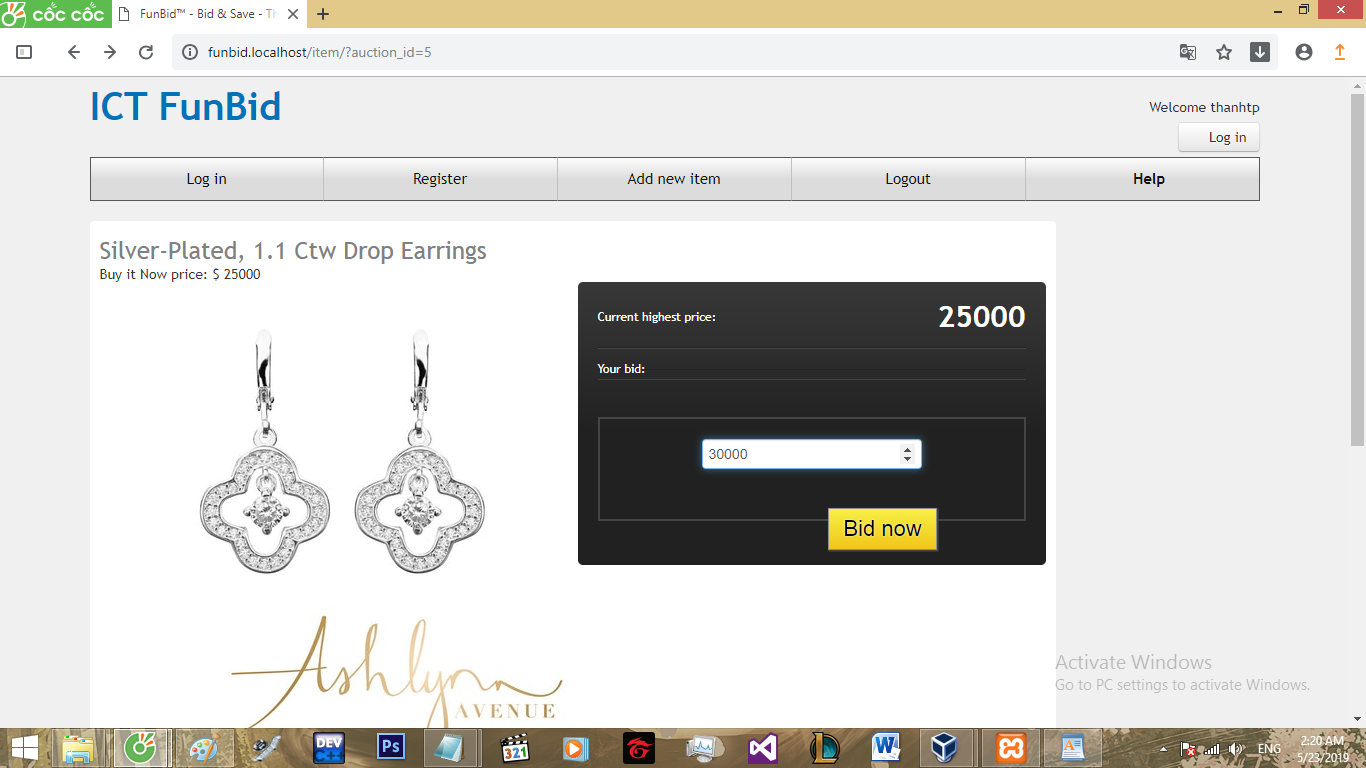 cốc cốc
FunBid™ - Bid & Save - Th
funbid.localhost/item/?auction_id=5
ICT FunBid
Welcome thanhtp
Log in
Log in
Register
Add new item
Logout
Help
Silver-Plated, 1.1 Ctw Drop Earrings
Buy it Now price: $ 25000
Current highest price:
25000
Your bid:
30000
Bid now
Ashlynn
AVENUE
Activate Windows
Go to PC settings to activate Windows.
DEV
C++
Ps
321
W
ENG
2:20 AM
5/23/2019